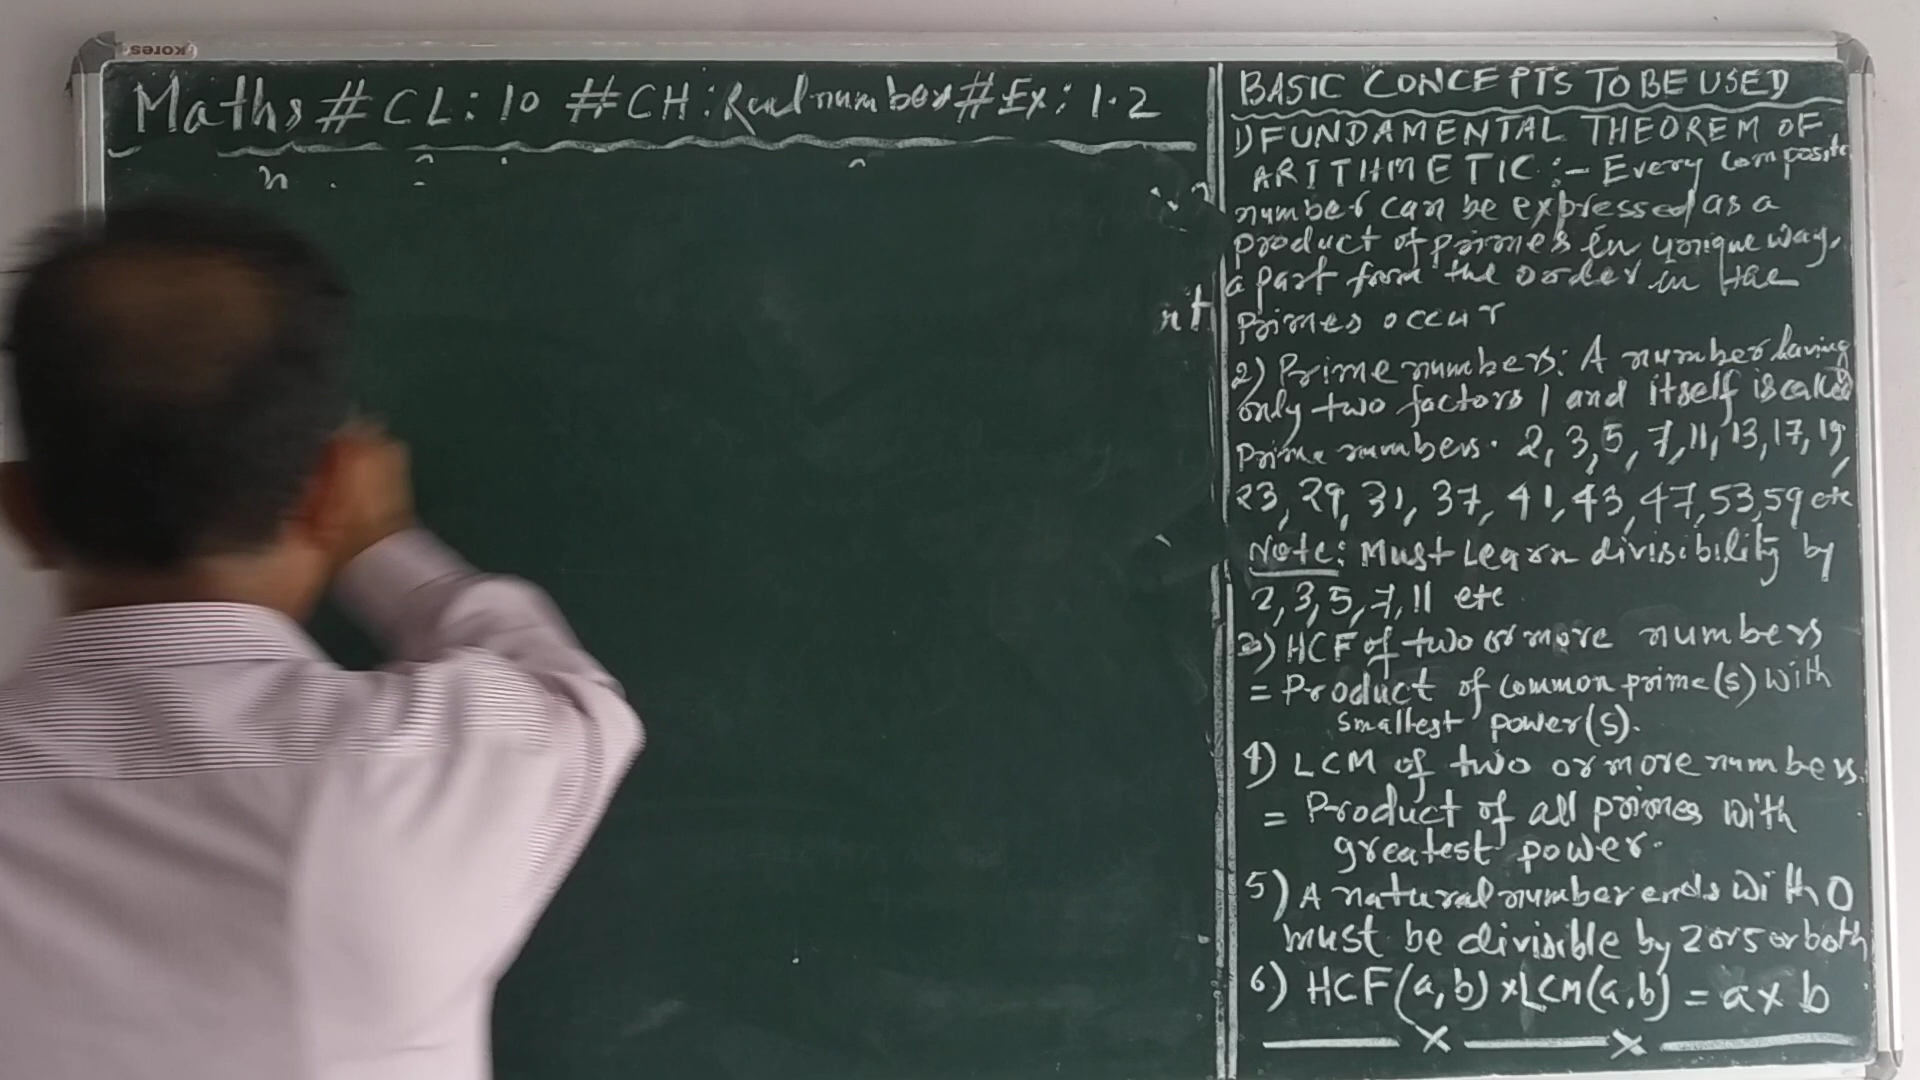 kores
Maths # CL: 10 # CH: Real number # Ex: 1.2
BASIC CONCEPTS TO BE USED
1) FUNDAMENTAL THEOREM OF
ARITHMETIC :- Every composite
number can be expressed as a
product of primes in unique way,
a part from the order in the
primes occur
2) Prime numbers: A number having
only two factors 1 and itself is called
Prime numbers. 2, 3, 5, 7, 11, 13, 17, 19,
23, 29, 31, 37, 41, 43, 47, 53, 59 etc
Note: Must Learn divisibility by
2, 3, 5, 7, 11 etc
3) HCF of two or more numbers
= Product of common prime(s) with
smallest power(s).
4) LCM of two or more numbers
= Product of all primes with
greatest power.
5) A natural number ends with 0
must be divisible by 2 or 5 or both
6) HCF(a, b) x LCM(a, b) = a x b